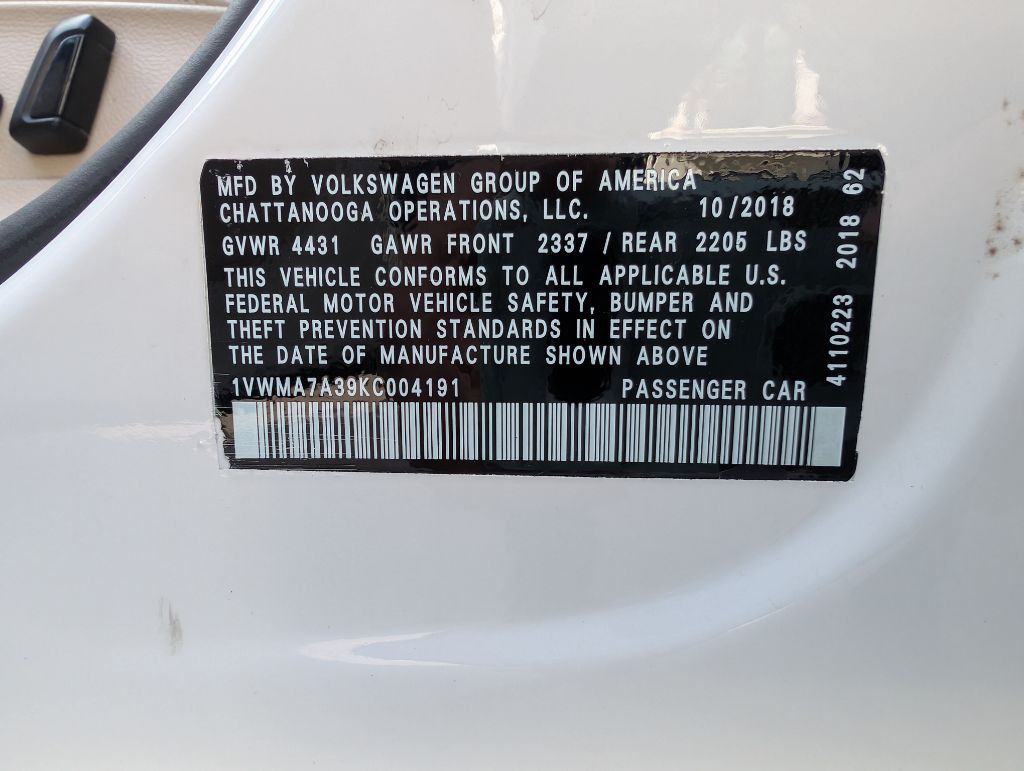 MFD BY VOLKSWAGEN GROUP OF AMERICA
CHATTANOOGA OPERATIONS, LLC. 10/2018
GVWR 4431 GAWR FRONT 2337 / REAR 2205 LBS
THIS VEHICLE CONFORMS TO ALL APPLICABLE U.S.
FEDERAL MOTOR VEHICLE SAFETY, BUMPER AND
THEFT PREVENTION STANDARDS IN EFFECT ON
THE DATE OF MANUFACTURE SHOWN ABOVE
1VWMA7A39KC004191 PASSENGER CAR
4110223 2018 62